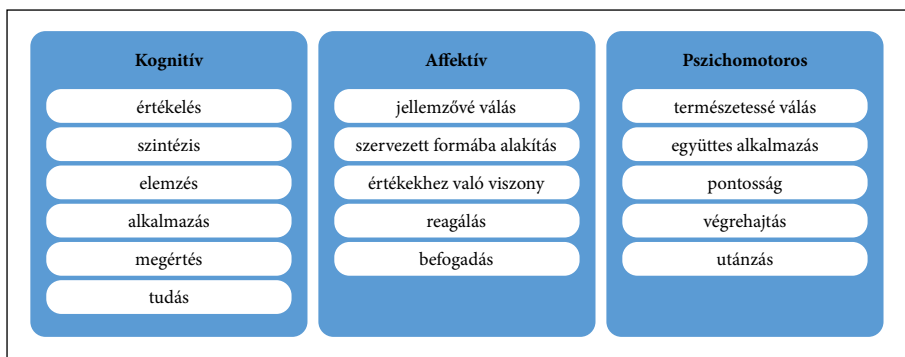 Kognitív
értékelés
szintézis
elemzés
alkalmazás
megértés
tudás
Affektív
jellemzővé válás
szervezett formába alakítás
értékekhez való viszony
reagálás
befogadás
Pszichomotoros
természetessé válás
együttes alkalmazás
pontosság
végrehajtás
utánzás